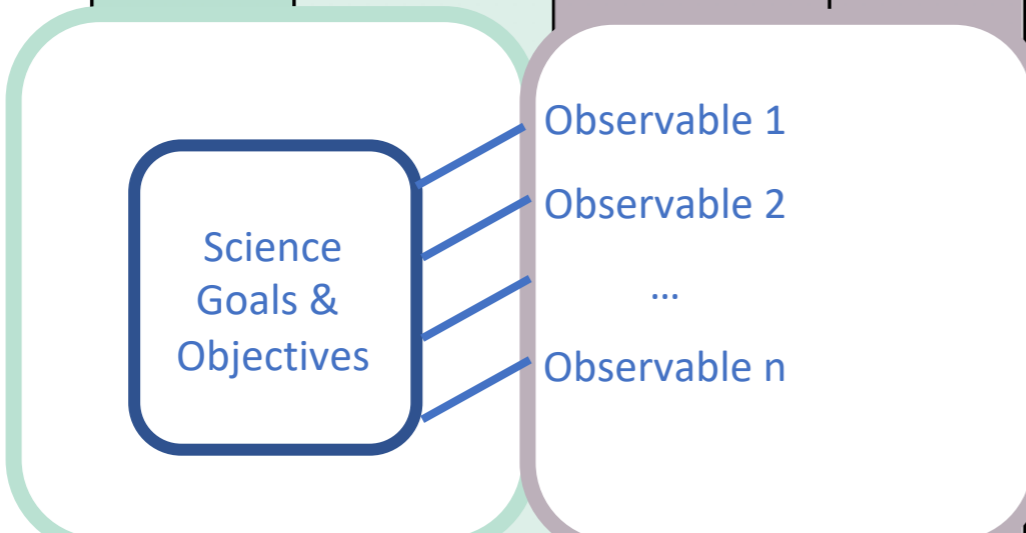 Science
Goals &
Objectives
Observable 1
Observable 2
…
Observable n